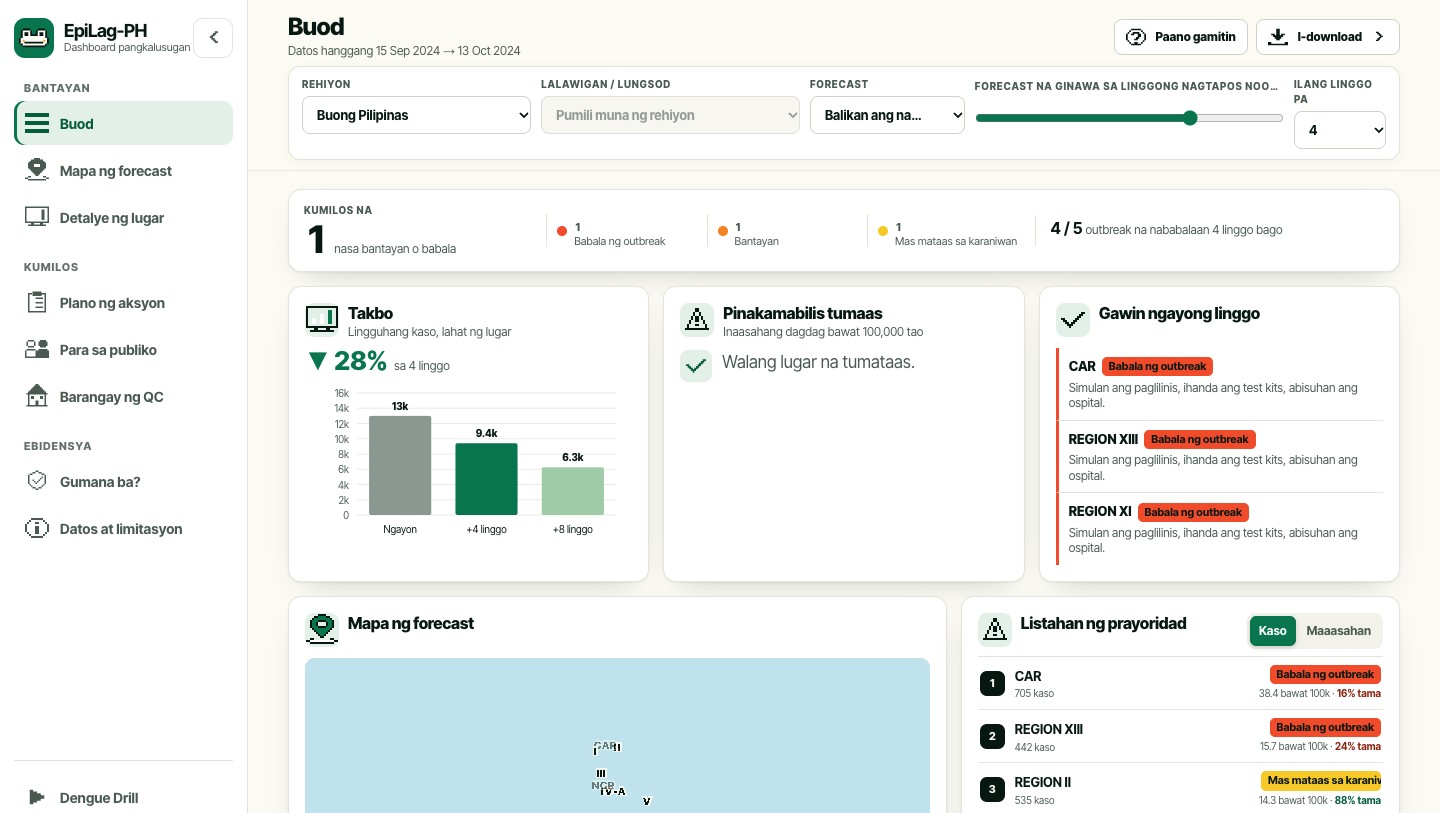 EpiLag-PH
Dashboard pangkalusugan
BANTAYAN
Buod
Mapa ng forecast
Detalye ng lugar
KUMILOS
Plano ng aksyon
Para sa publiko
Barangay ng QC
EBIDENSYA
Gumana ba?
Datos at limitasyon
Dengue Drill
Buod
Datos hanggang 15 Sep 2024 → 13 Oct 2024
Paano gamitin
I-download
REHIYON
Buong Pilipinas
LALAWIGAN / LUNGSOD
Pumili muna ng rehiyon
FORECAST
Balikan ang na...
FORECAST NA GINAWA SA LINGGONG NAGTAPOS NOO...
ILANG LINGGO
PA
4
KUMILOS NA
1 nasa bantayan o babala
1
Babala ng outbreak
1
Bantayan
1
Mas mataas sa karaniwan
4 / 5 outbreak na nababalaan 4 linggo bago
Takbo
Lingguhang kaso, lahat ng lugar
▼ 28% sa 4 linggo
16k
14k
12k
10k
8k
6k
4k
2k
0
13k
9.4k
6.3k
Ngayon
+4 linggo
+8 linggo
Pinakamabilis tumaas
Inaasahang dagdag bawat 100,000 tao
Walang lugar na tumataas.
Gawin ngayong linggo
CAR Babala ng outbreak
Simulan ang paglilinis, ihanda ang test kits, abisuhan ang
ospital.
REGION XIII Babala ng outbreak
Simulan ang paglilinis, ihanda ang test kits, abisuhan ang
ospital.
REGION XI Babala ng outbreak
Simulan ang paglilinis, ihanda ang test kits, abisuhan ang
ospital.
Mapa ng forecast
CAR
I
II
III
NCR
IV-A
V
Listahan ng prayoridad
Kaso Maaasahan
1 CAR Babala ng outbreak
705 kaso 38.4 bawat 100k · 16% tama
2 REGION XIII Babala ng outbreak
442 kaso 15.7 bawat 100k · 24% tama
3 REGION II Mas mataas sa karaniw
535 kaso 14.3 bawat 100k · 88% tama